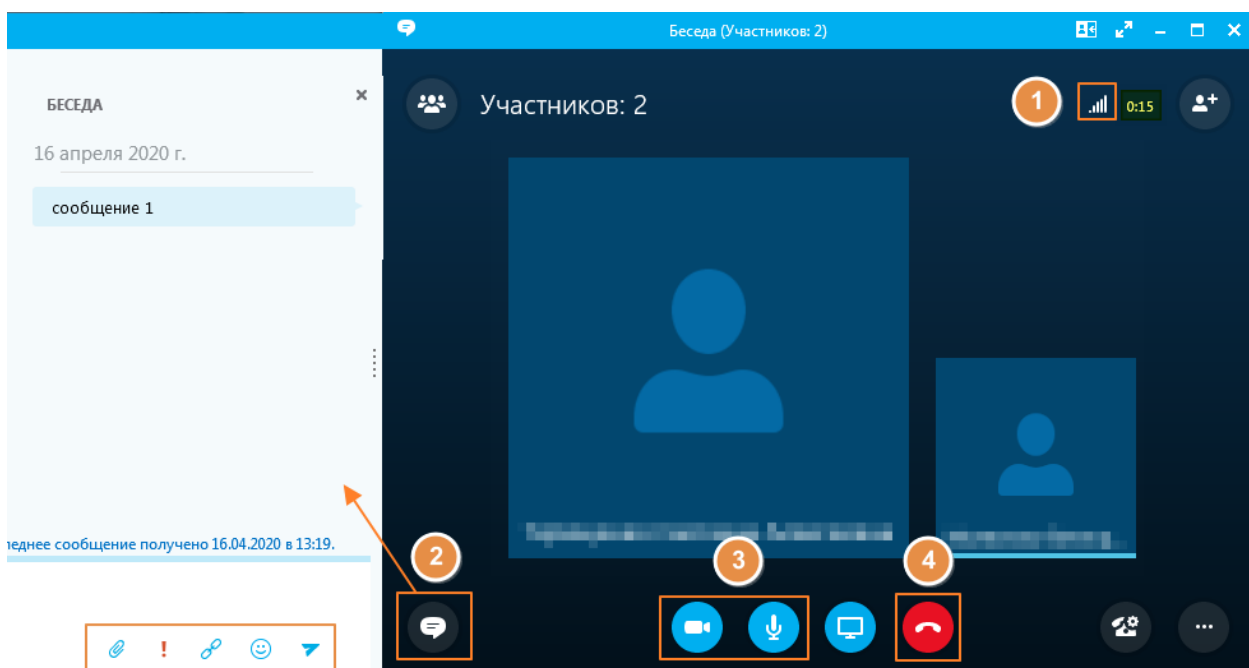 Беседа (Участников: 2)
БЕСЕДА
16 апреля 2020 г.
сообщение 1
Участников: 2
1
0:15
леднее сообщение получено 16.04.2020 в 13:19.
2
3
4